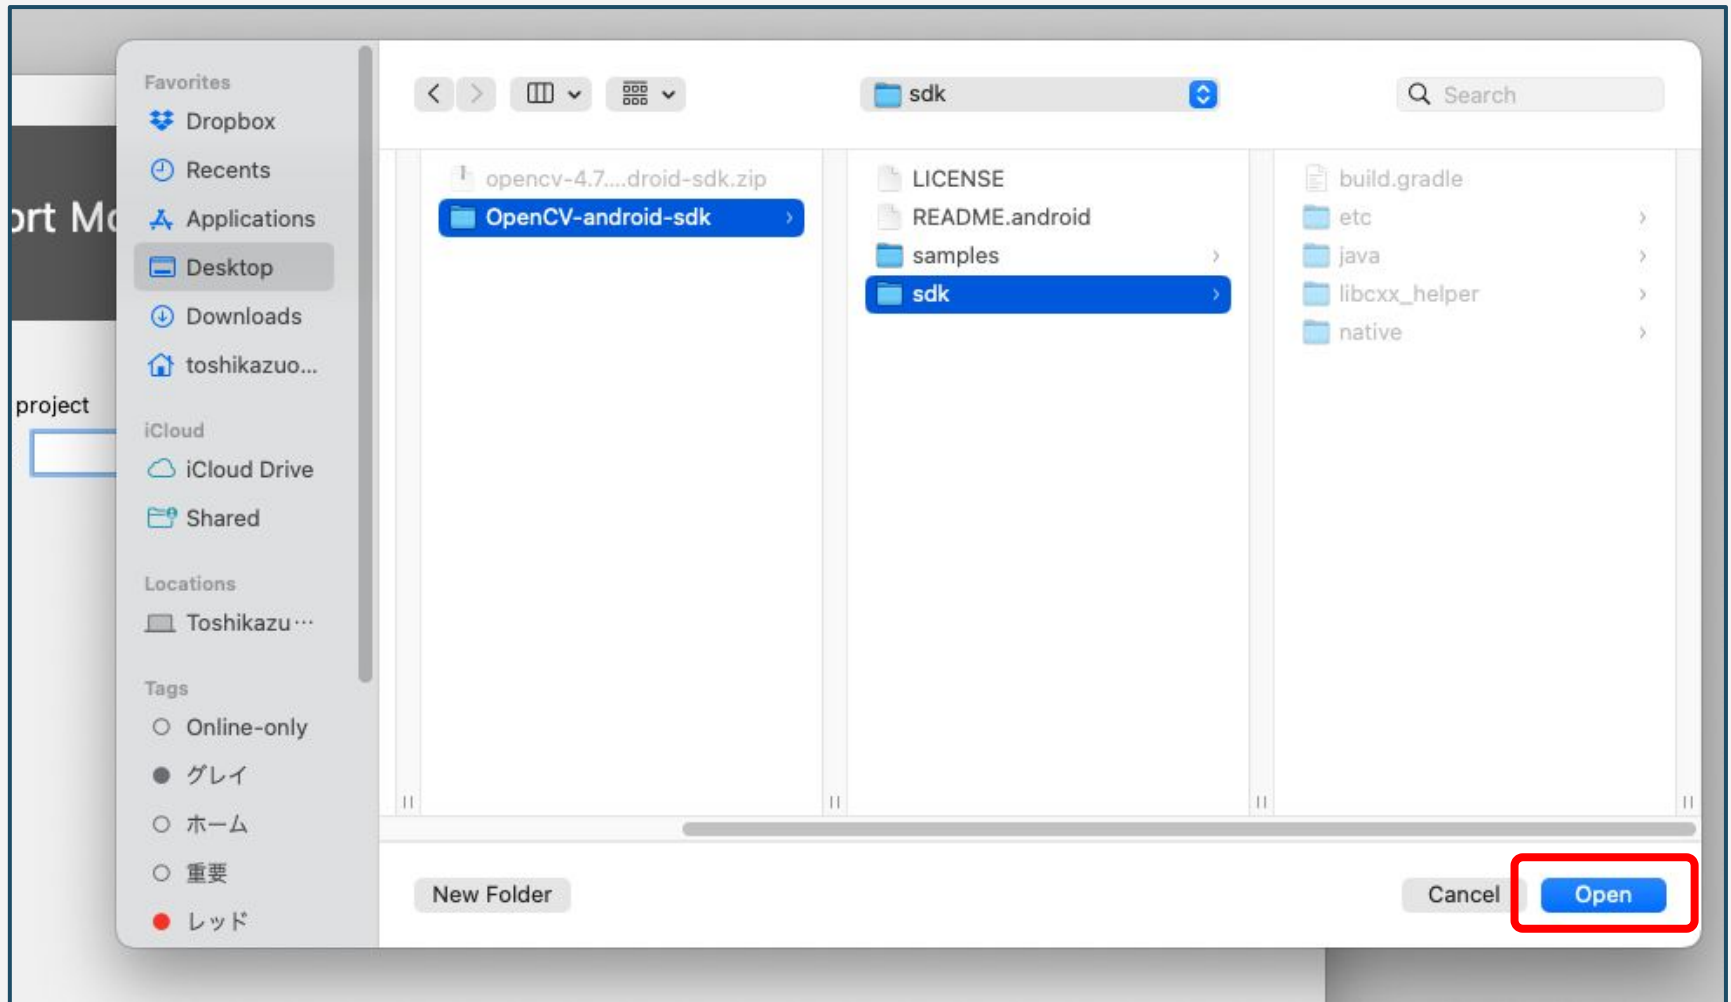 Favorites
Dropbox
Recents
Applications
Desktop
Downloads
toshikazuo...
iCloud
iCloud Drive
Shared
Locations
Toshikazu…
Tags
Online-only
グレイ
ホーム
重要
レッド
sdk
Search
opencv-4.7....droid-sdk.zip
OpenCV-android-sdk
LICENSE
README.android
samples
sdk
build.gradle
etc
java
libcxx_helper
native
New Folder
Cancel
Open
project